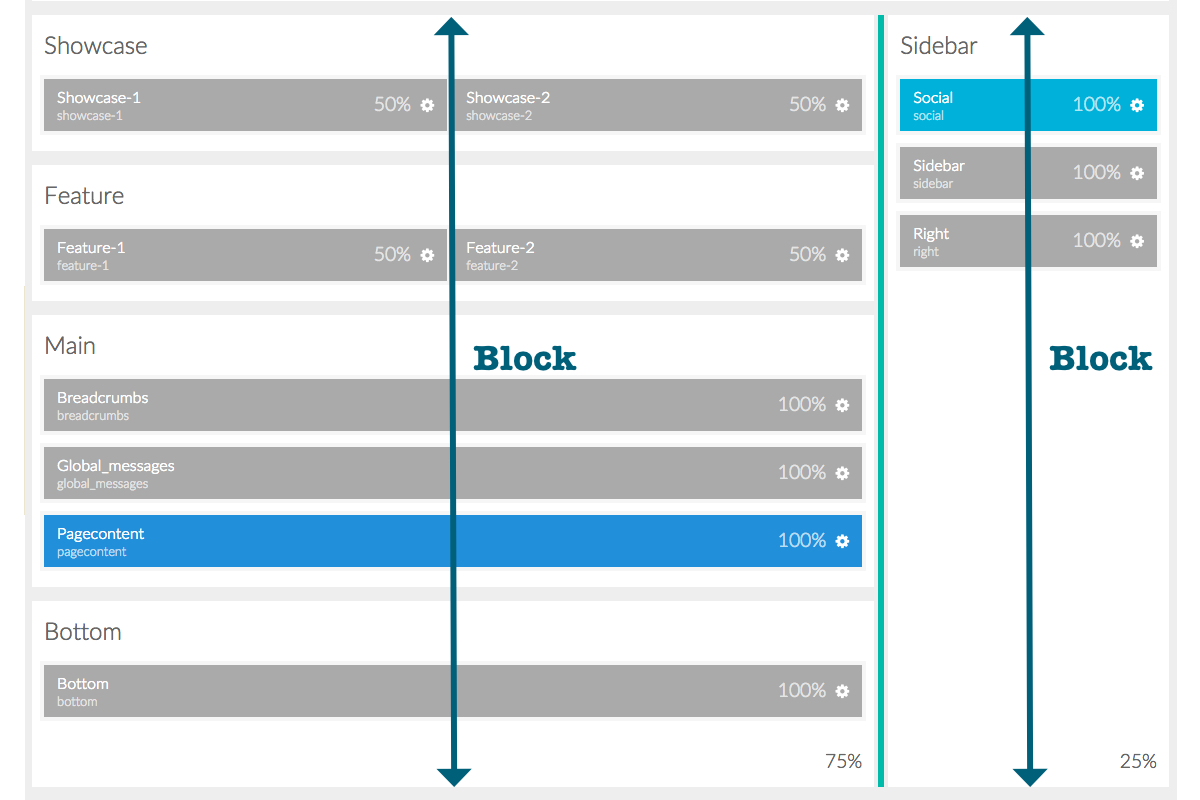 Showcase
Showcase-1
showcase-1
50%
Showcase-2
showcase-2
50%
Feature
Feature-1
feature-1
50%
Feature-2
feature-2
50%
Main
Block
Breadcrumbs
breadcrumbs
100%
Global_messages
global_messages
100%
Pagecontent
pagecontent
100%
Bottom
Bottom
bottom
100%
75%
Sidebar
Social
social
100%
Sidebar
sidebar
100%
Right
right
100%
Block
25%